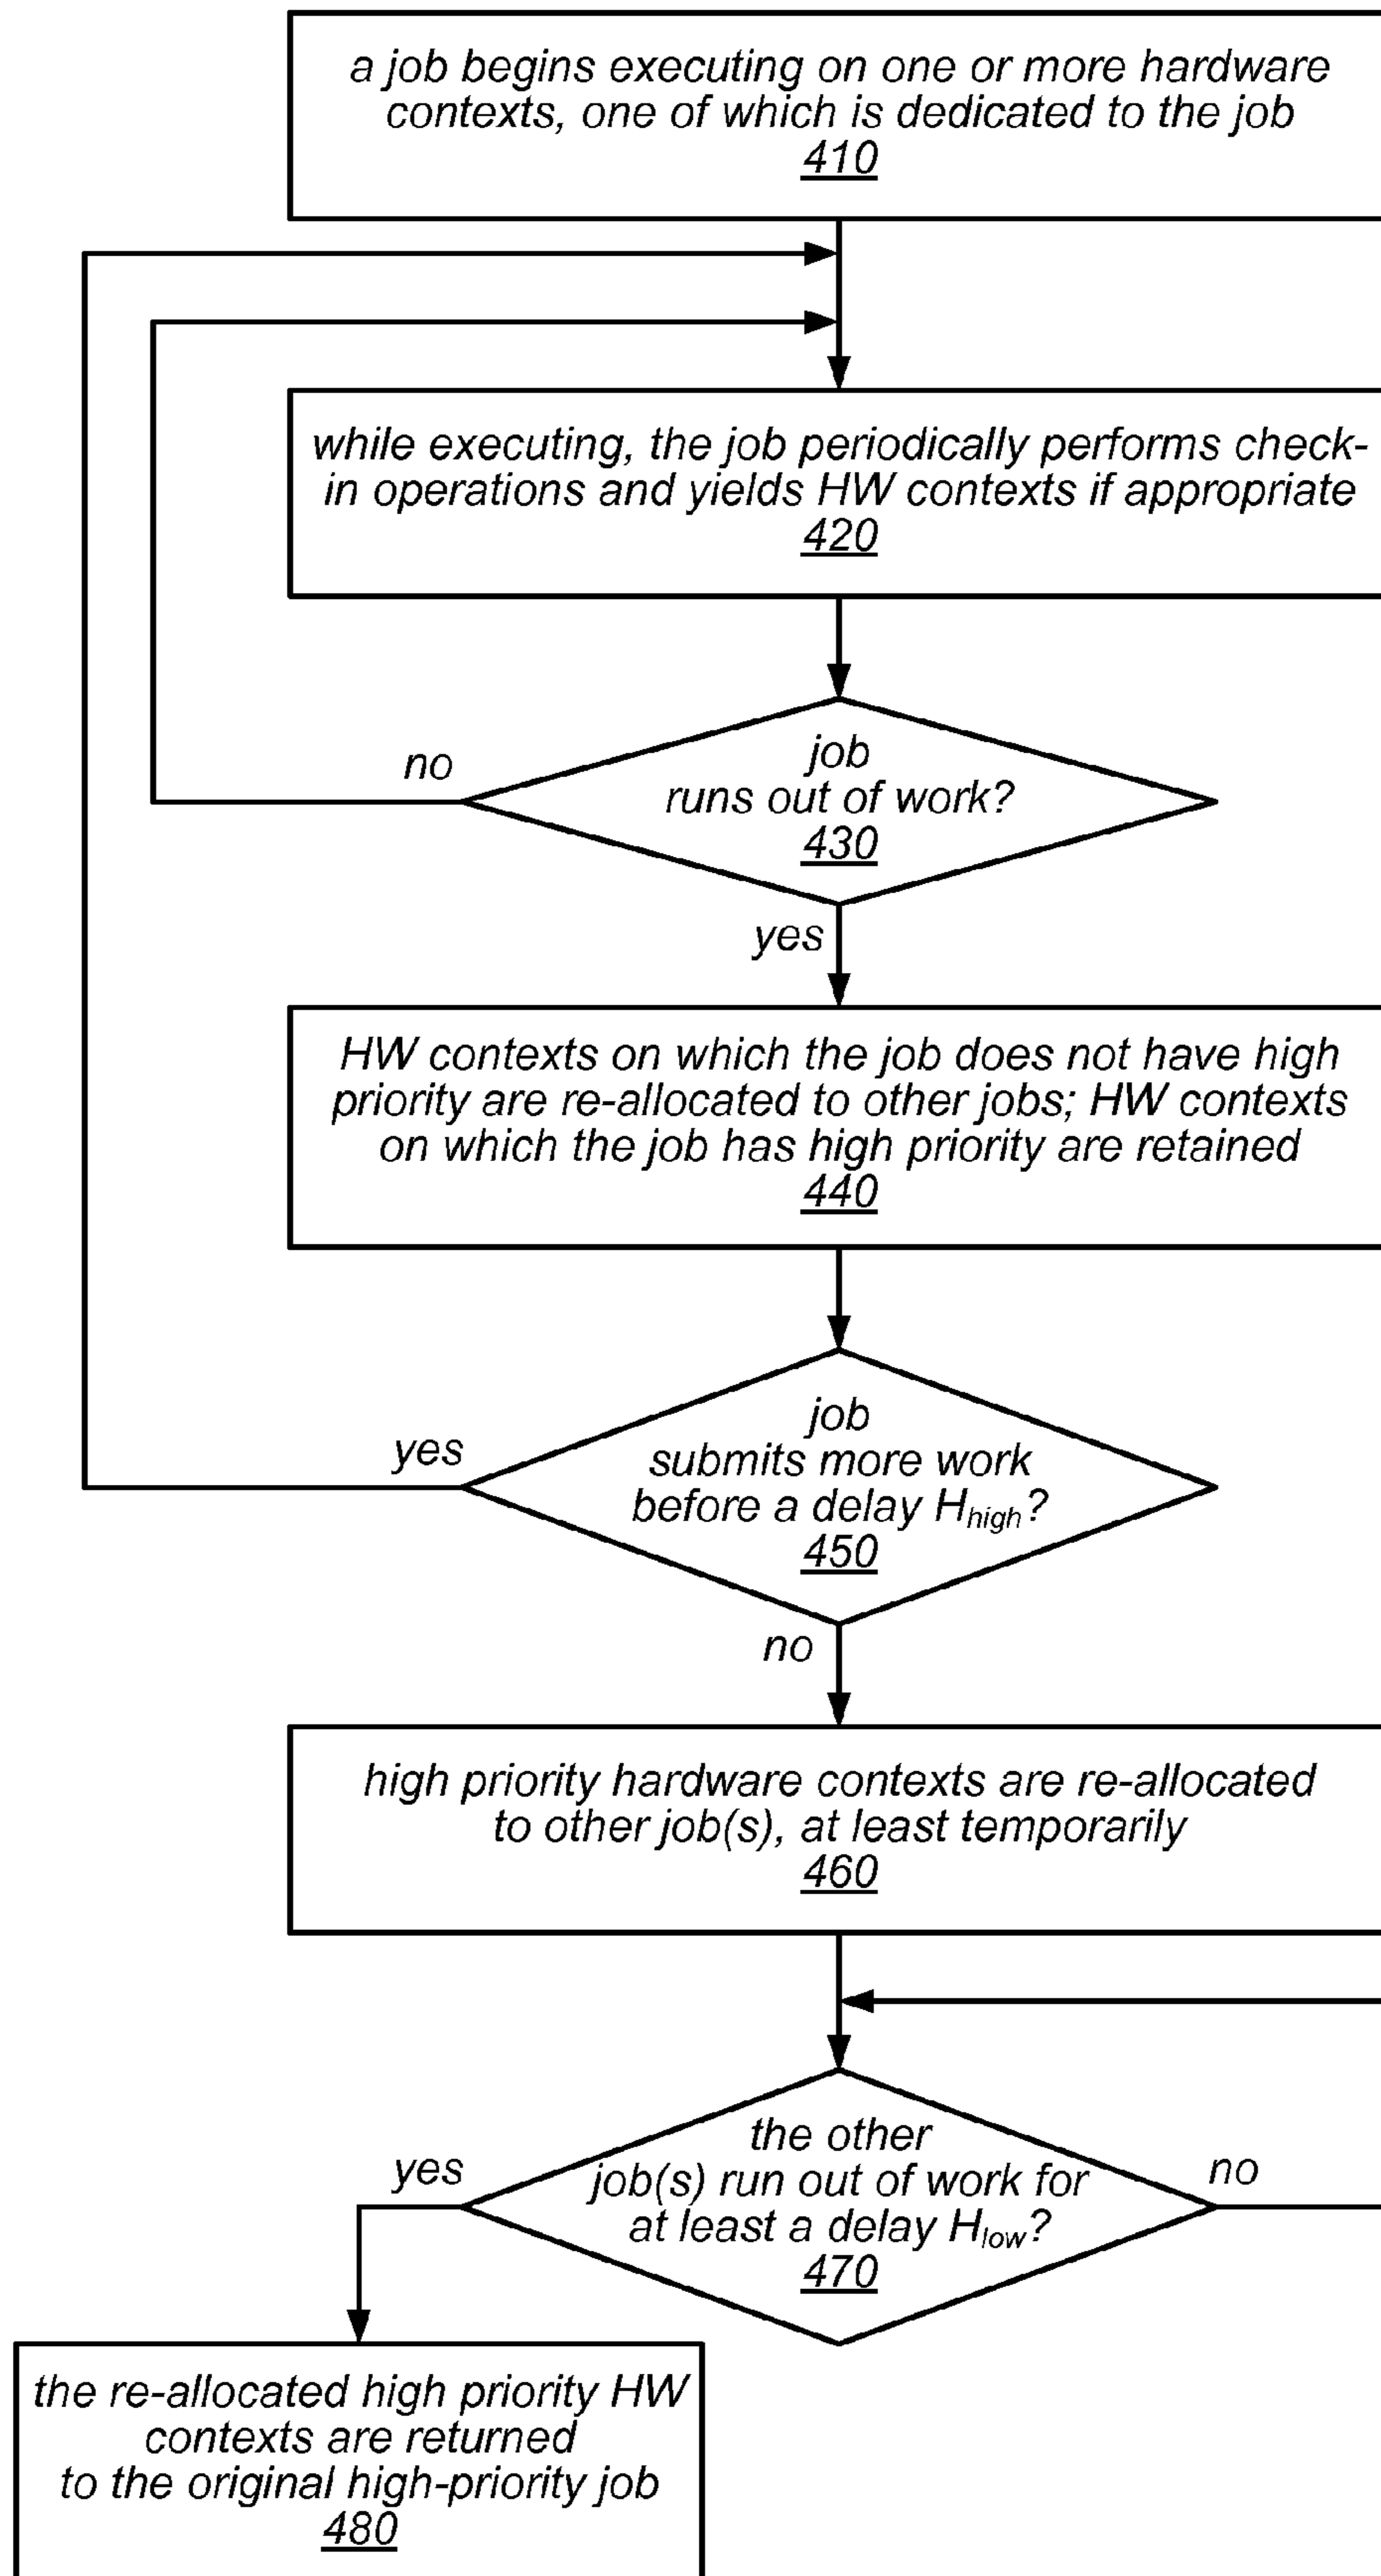 a job begins executing on one or more hardware
contexts, one of which is dedicated to the job
410
while executing, the job periodically performs check-
in operations and yields HW contexts if appropriate
420
no
job
runs out of work?
430
yes
HW contexts on which the job does not have high
priority are re-allocated to other jobs; HW contexts
on which the job has high priority are retained
440
yes
job
submits more work
before a delay Hhigh?
450
no
high priority hardware contexts are re-allocated
to other job(s), at least temporarily
460
yes
the other
job(s) run out of work for
at least a delay Hlow?
470
no
the re-allocated high priority HW
contexts are returned
to the original high-priority job
480